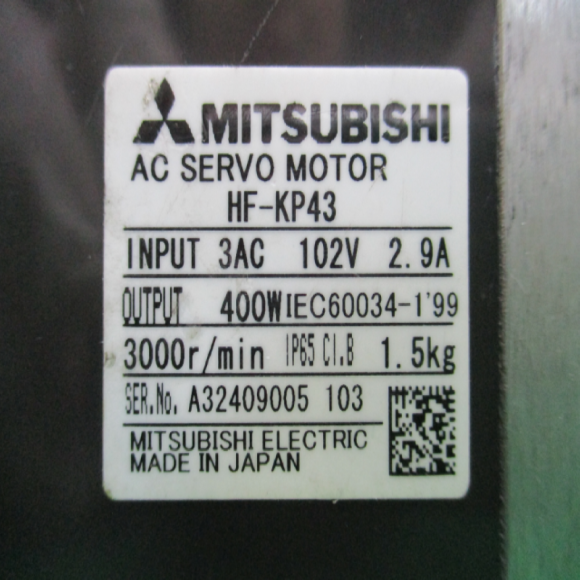 MITSUBISHI
AC SERVO MOTOR
HF-KP43
INPUT 3AC 102V 2.9A
OUTPUT 400W IEC60034-1'99
3000r/min IP65 Cl.B 1.5kg
SER.No. A32409005 103
MITSUBISHI ELECTRIC
MADE IN JAPAN